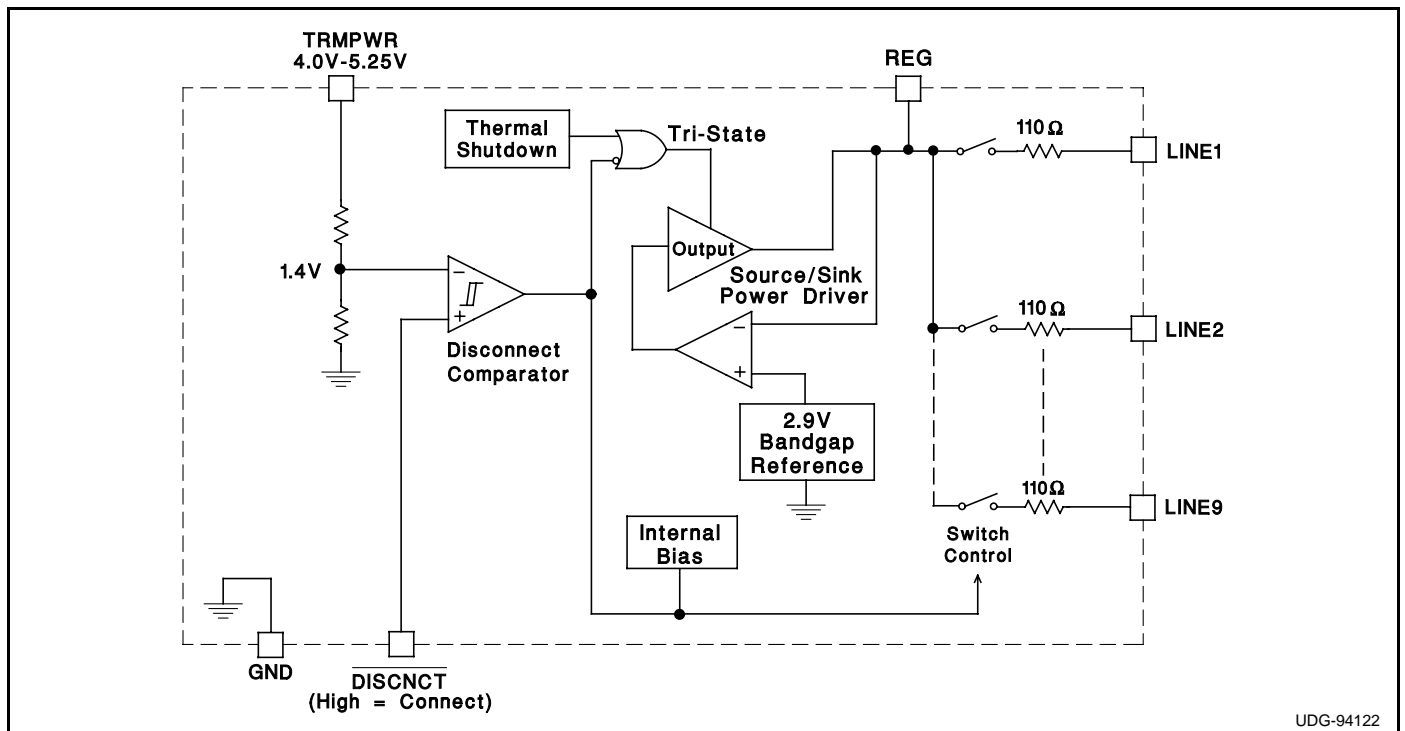 TRMPWR
4.0V-5.25V
REG
Thermal
Shutdown
Tri-State
110Ω
LINE1
Output
1.4V
−
+
Source/Sink
Power Driver
110Ω
LINE2
Disconnect
Comparator
−
+
2.9V
Bandgap
Reference
110Ω
LINE9
Internal
Bias
Switch
Control
GND
DISCNCT
(High = Connect)
UDG-94122